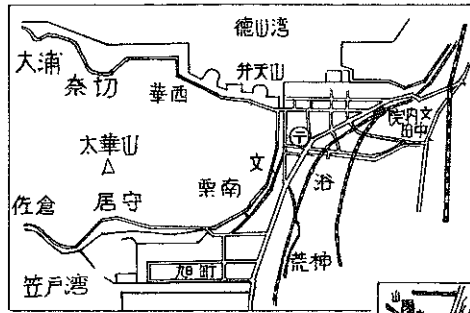 徳山湾
大浦
奈切
華西
弁天山
太華山
文
栗南
浴
佐倉
居守
荒神
旭町
笠戸湾
〒